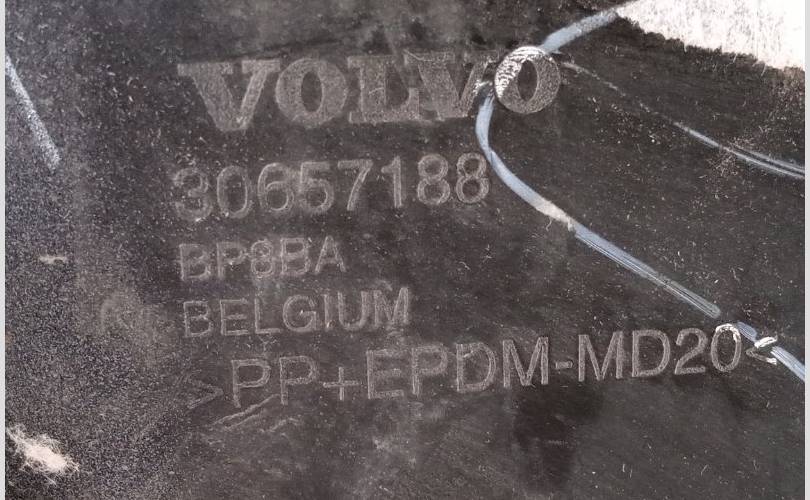 VOLVO
30657188
BP8BA
BELGIUM
>PP+EPDM-MD20<